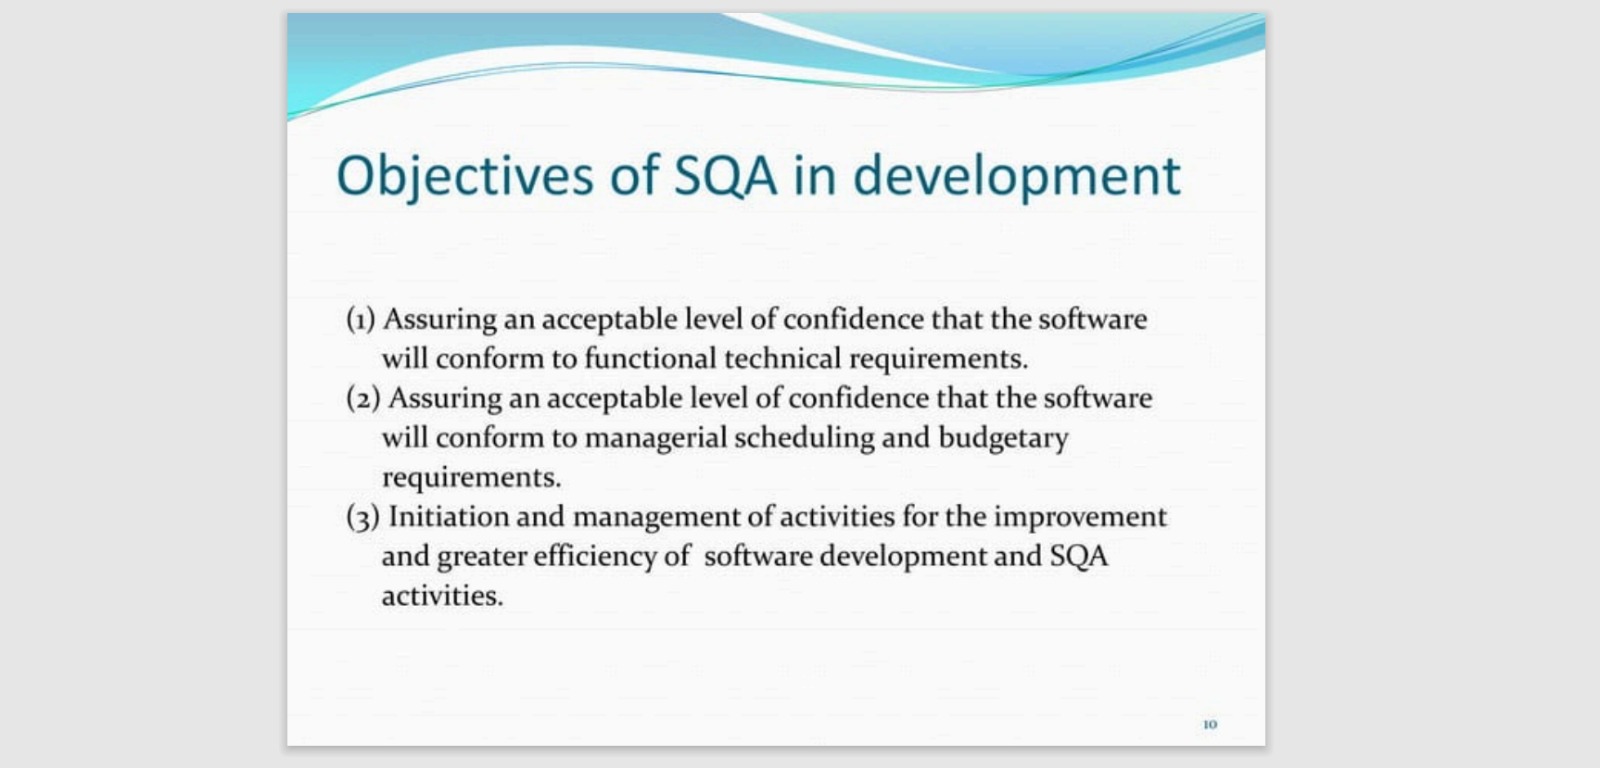 Objectives of SQA in development
(1) Assuring an acceptable level of confidence that the software
will conform to functional technical requirements.
(2) Assuring an acceptable level of confidence that the software
will conform to managerial scheduling and budgetary
requirements.
(3) Initiation and management of activities for the improvement
and greater efficiency of  software development and SQA
activities.
10